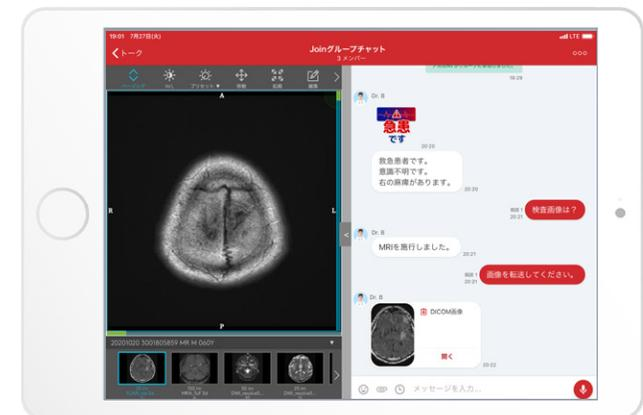 19:01 7月27日(火)
LTE
トーク
Joinグループチャット
3 メンバー
ページング
W/L
プリセット ▼
移動
拡大
編集
A
R
L
P
20201020 3001805859 MR M 060Y
18:29
Dr. B
急患
です
20:20
救急患者です。
意識不明です。
右の麻痺があります。
20:20
検査画像は?
既読 1
20:21
Dr. B
MRIを施行しました。
20:21
画像を転送してください。
既読 1
20:21
Dr. B
DICOM画像
開く
20:22
メッセージを入力...